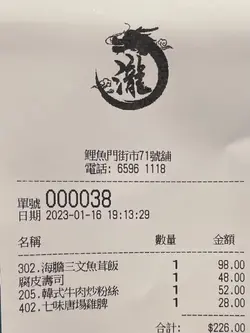 瀧
鯉魚門街市71號舖
電話: 6596 1118
單號 000038
日期 2023-01-16 19:13:29
名稱 數量 金額
302.海膽三文魚茸飯 1 98.00
腐皮壽司 1 48.00
205.韓式牛肉炒粉絲 1 52.00
402.七味唐揚雞脾 1 28.00
$226.00